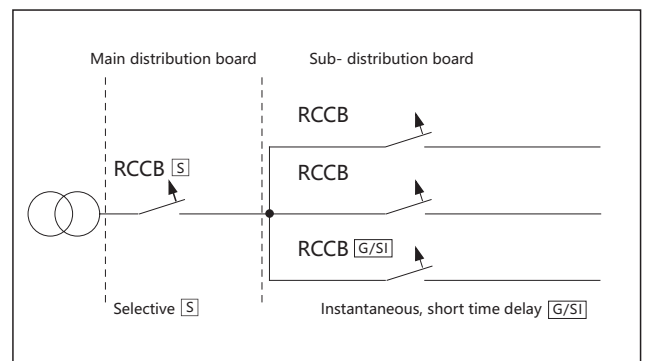 Main distribution board
Sub- distribution board
RCCB
RCCB S
RCCB
RCCB G/SI
Selective S
Instantaneous, short time delay G/SI